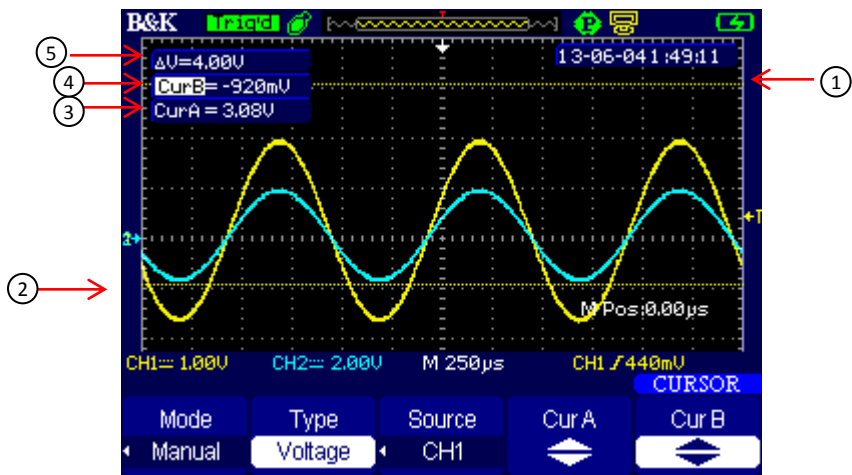 B&K Trig'd T P
5 ΔV=4.00V 13-06-04 1:49:11
4 CurB= -920mV 1
3 CurA = 3.08V
T
2
2 M Pos:0.00µs
CH1 1.00V CH2 2.00V M 250µs CH1 440mV
CURSOR
Mode Type Source CurA CurB
Manual Voltage CH1